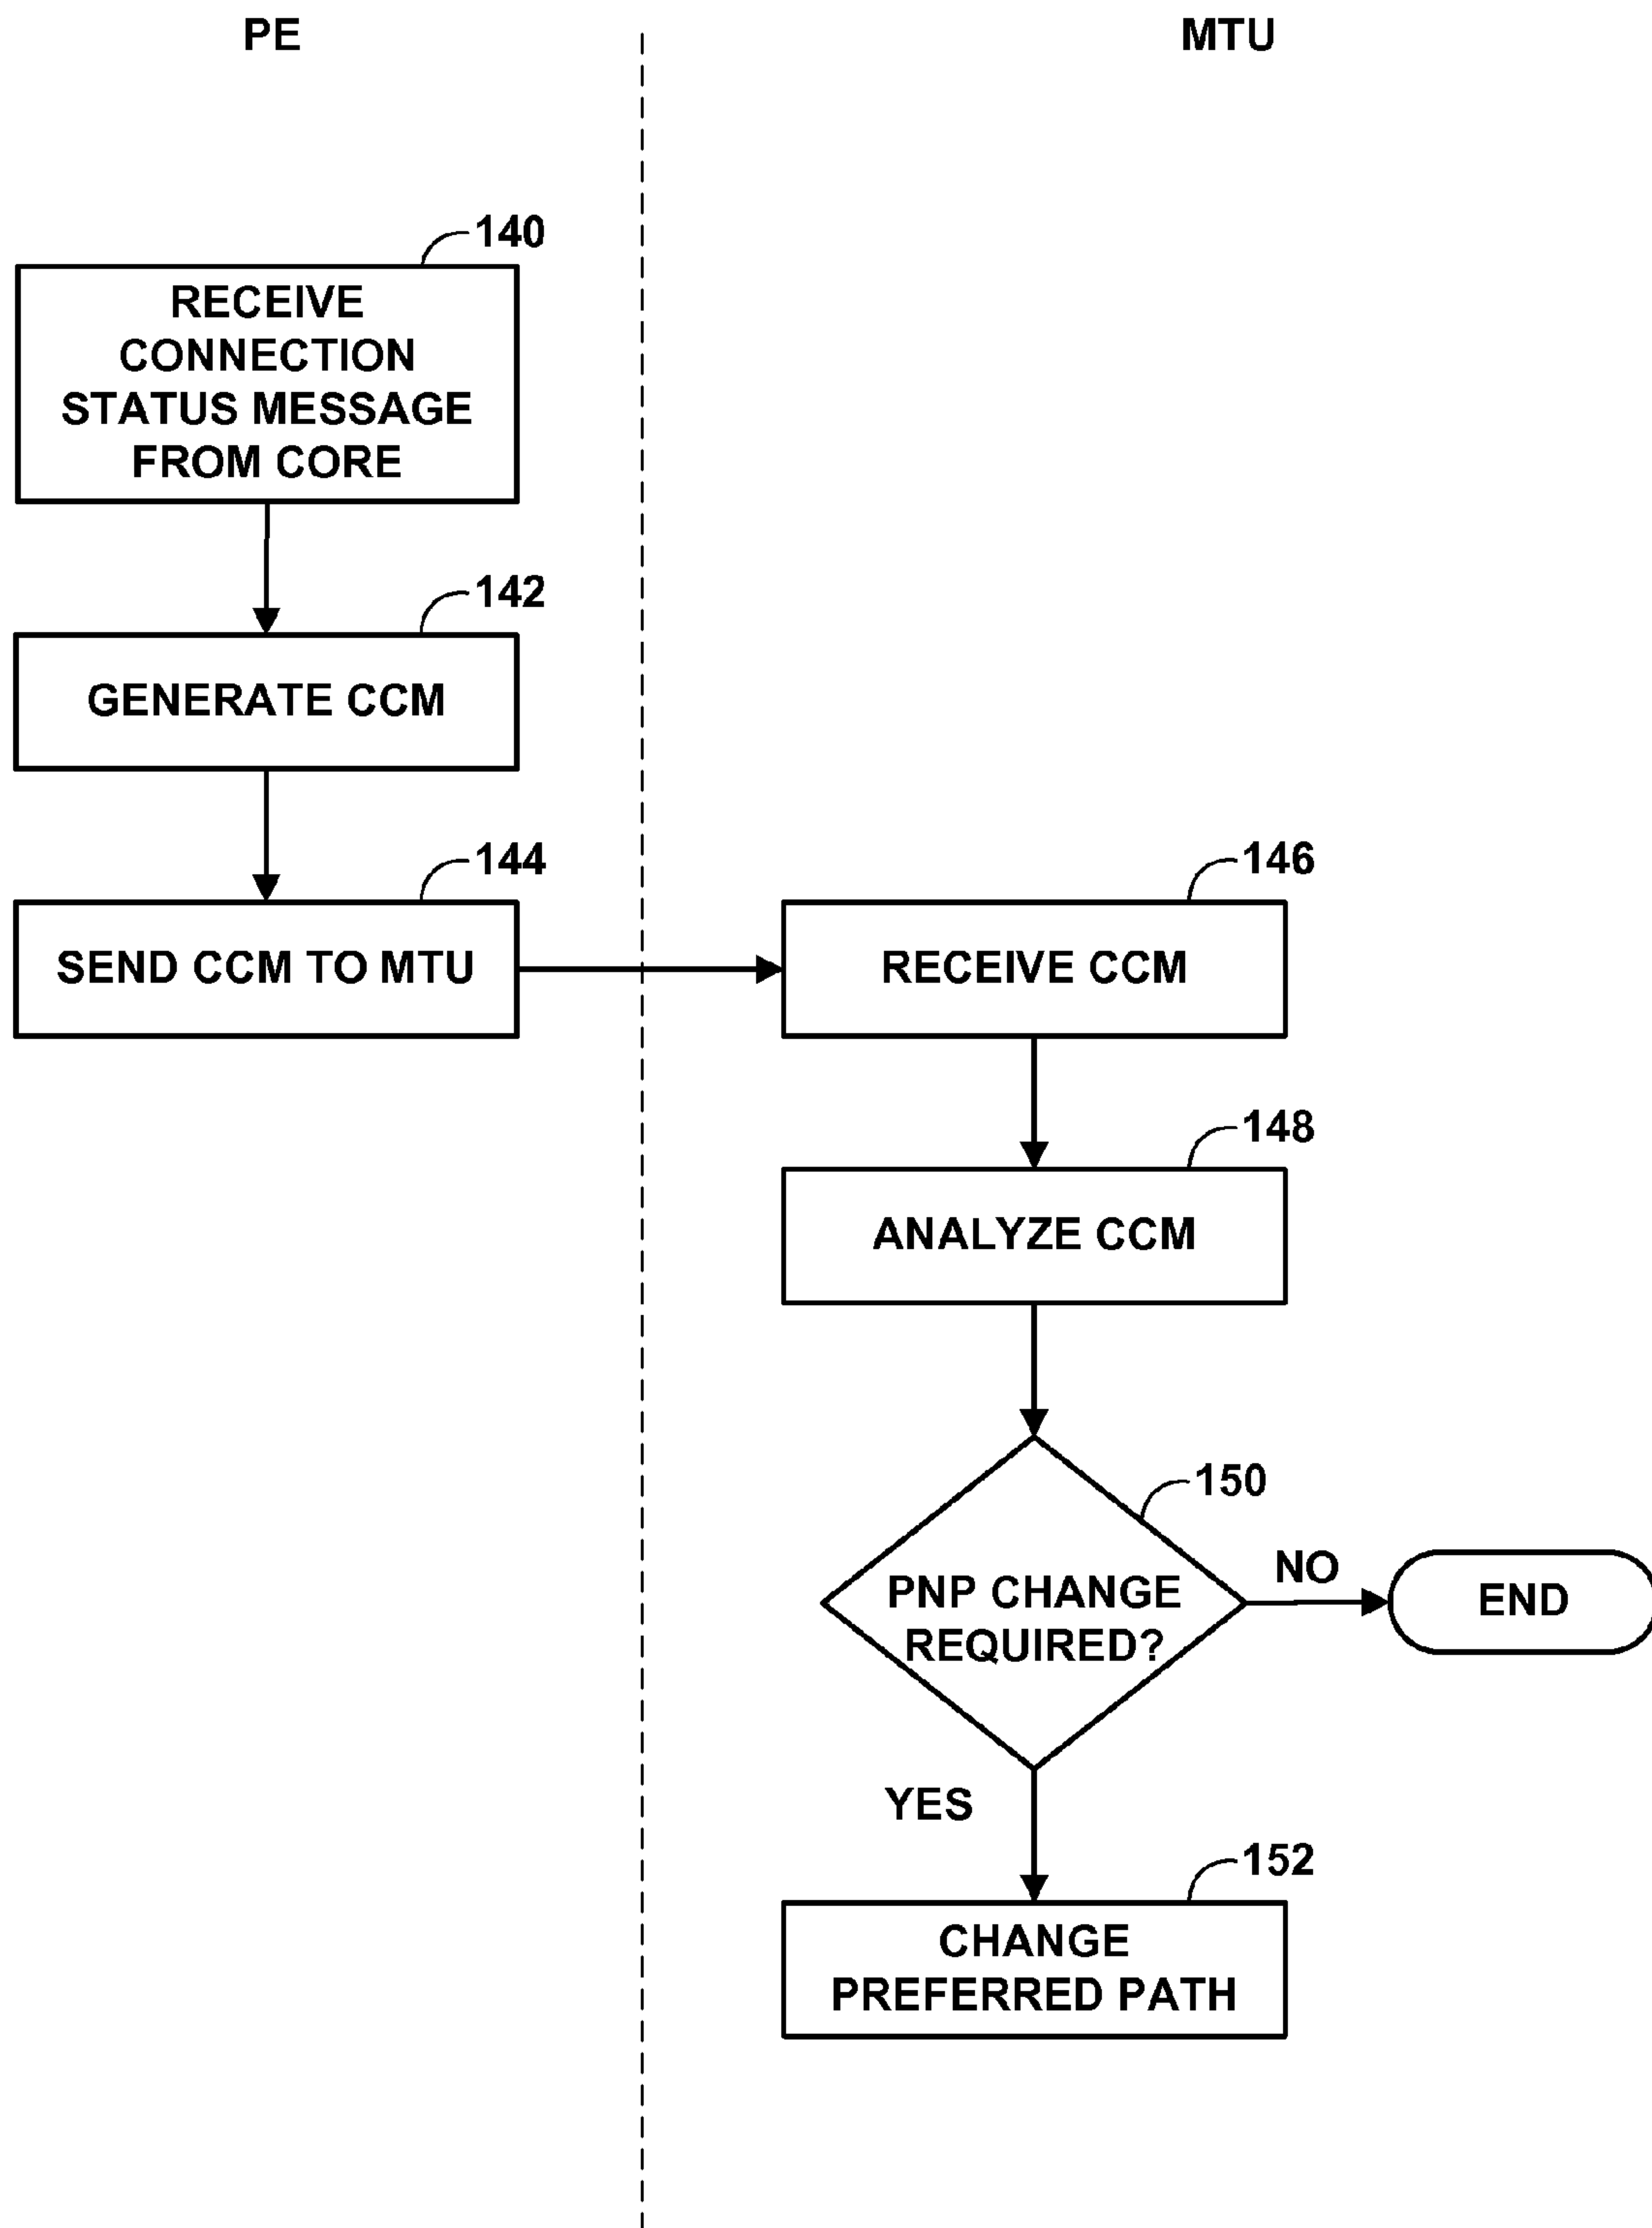 PE
MTU
140
RECEIVE
CONNECTION
STATUS MESSAGE
FROM CORE
142
GENERATE CCM
144
SEND CCM TO MTU
146
RECEIVE CCM
148
ANALYZE CCM
150
PNP CHANGE
REQUIRED?
NO
END
YES
152
CHANGE
PREFERRED PATH